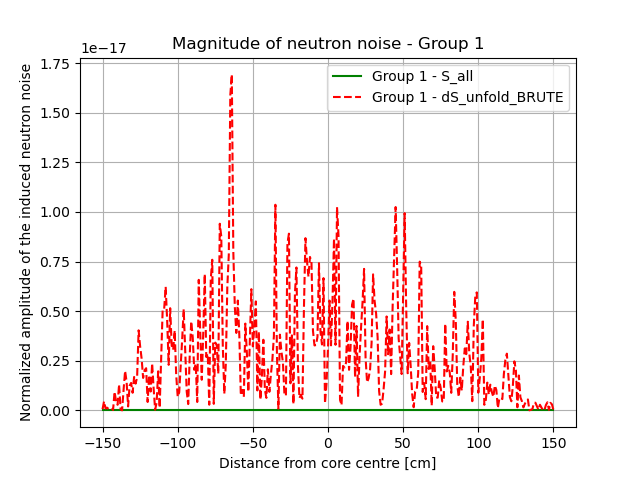 Magnitude of neutron noise - Group 1
1e−17
Group 1 - S_all
Group 1 - dS_unfold_BRUTE
Normalized amplitude of the induced neutron noise
1.75
1.50
1.25
1.00
0.75
0.50
0.25
0.00
−150 −100 −50 0 50 100 150
Distance from core centre [cm]